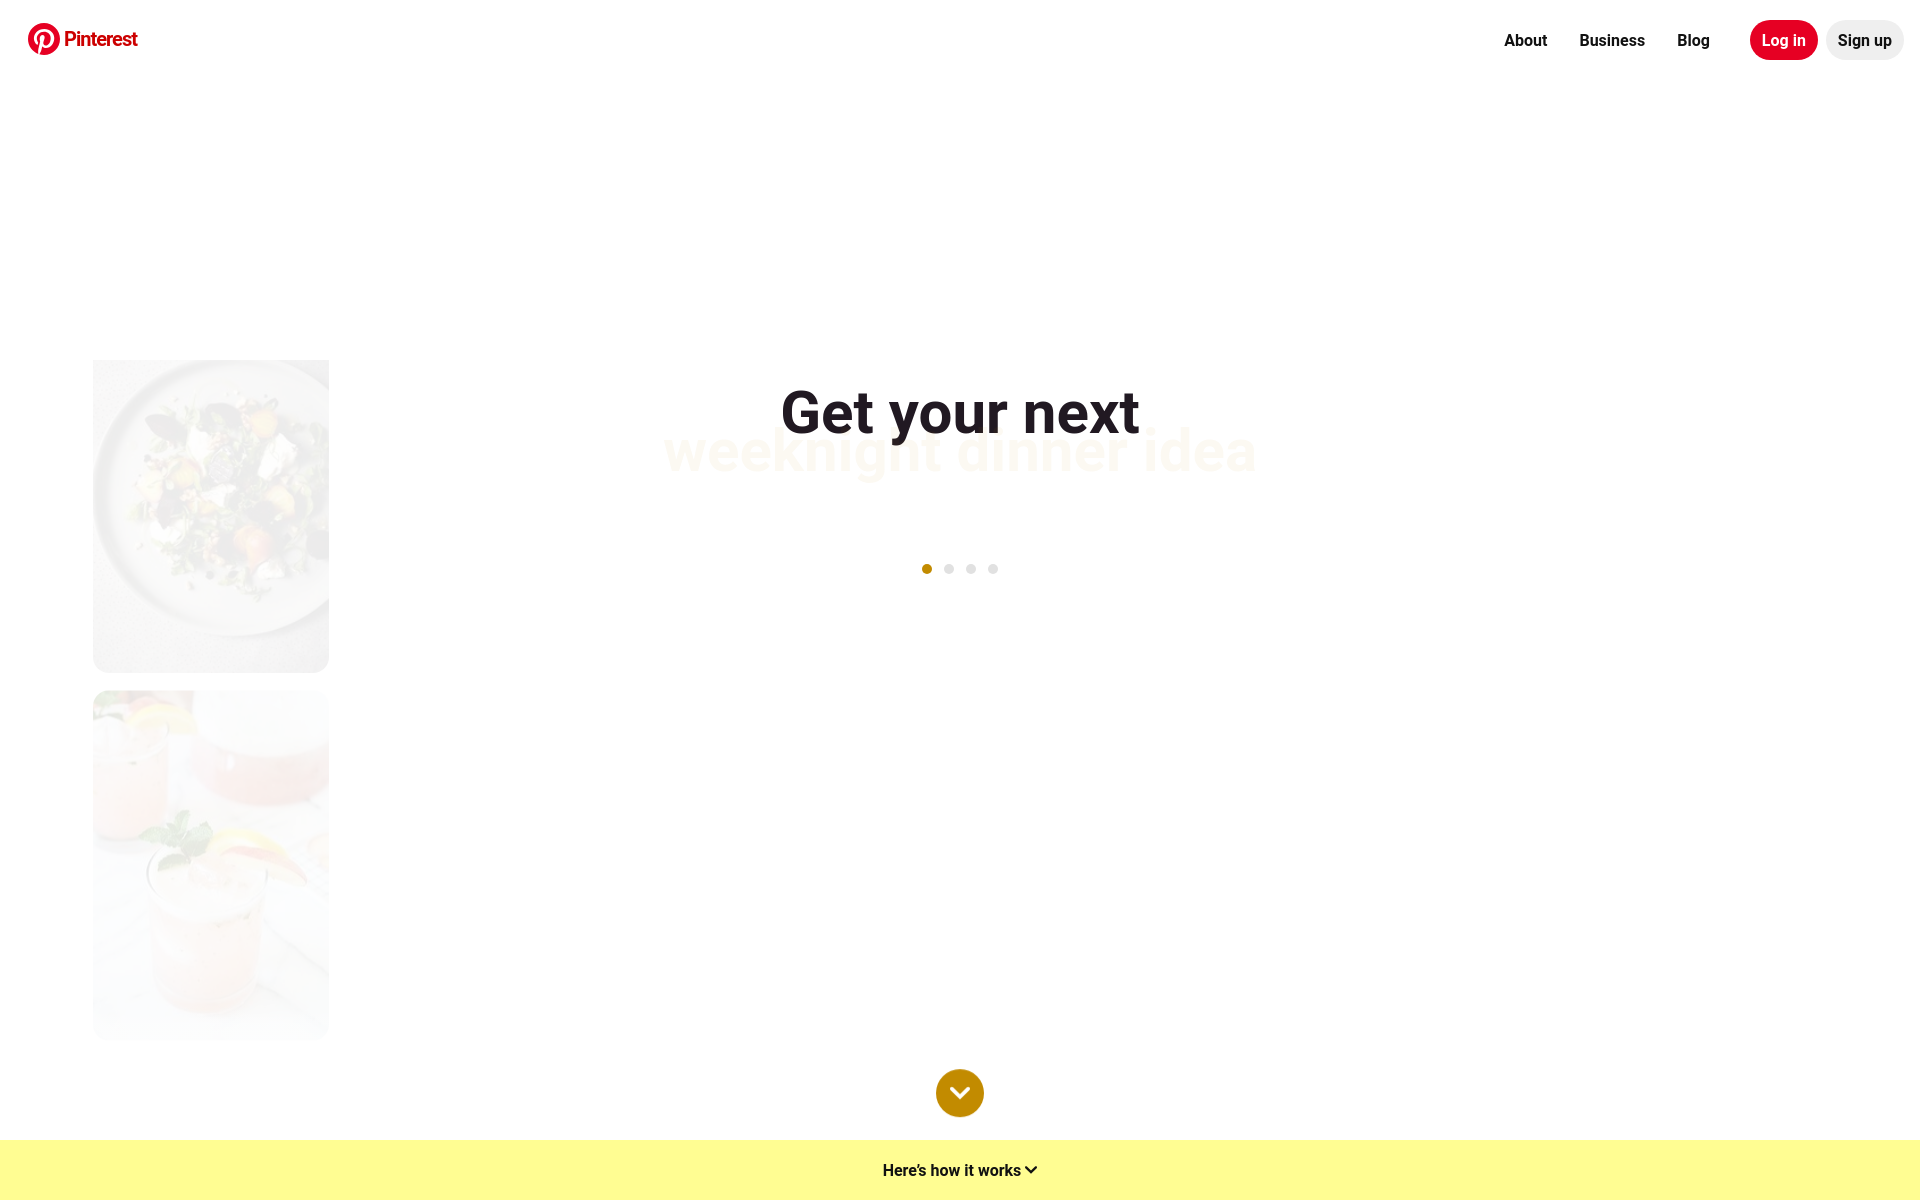 Pinterest
About
Business
Blog
Log in
Sign up
Get your next
weeknight dinner idea
Here's how it works